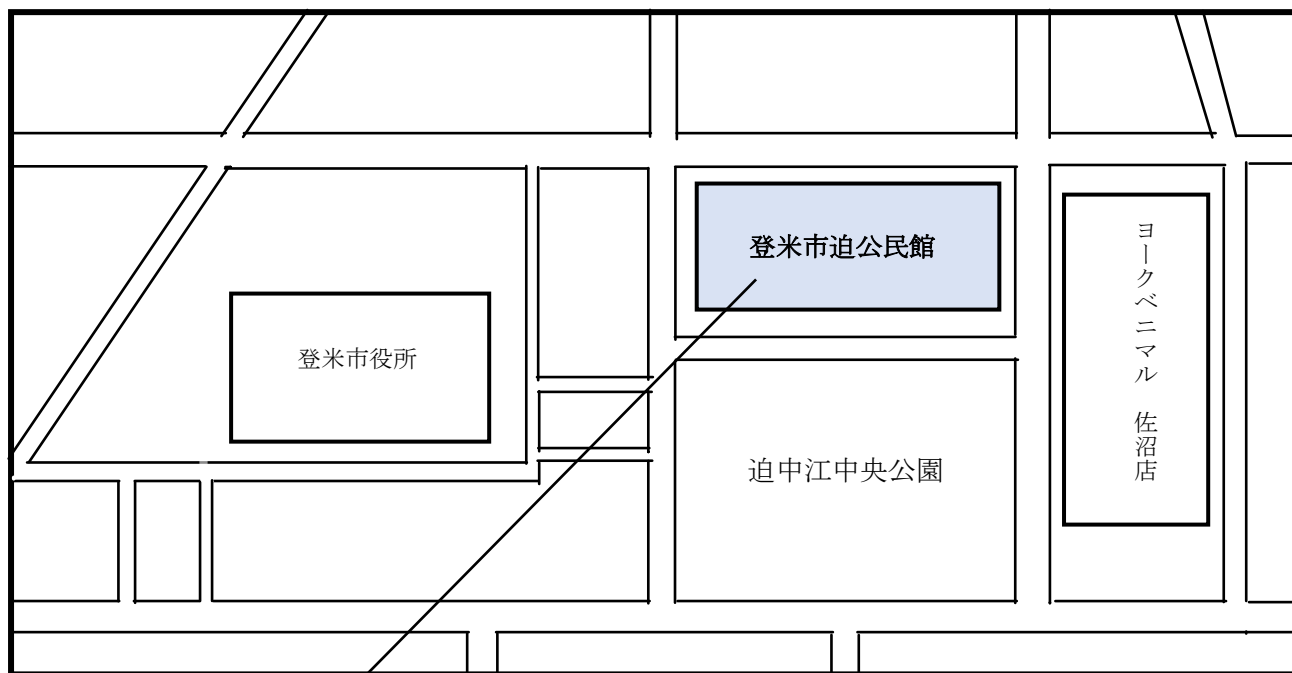 登米市迫公民館
登米市役所
迫中江中央公園
ヨークベニマル 佐沼店